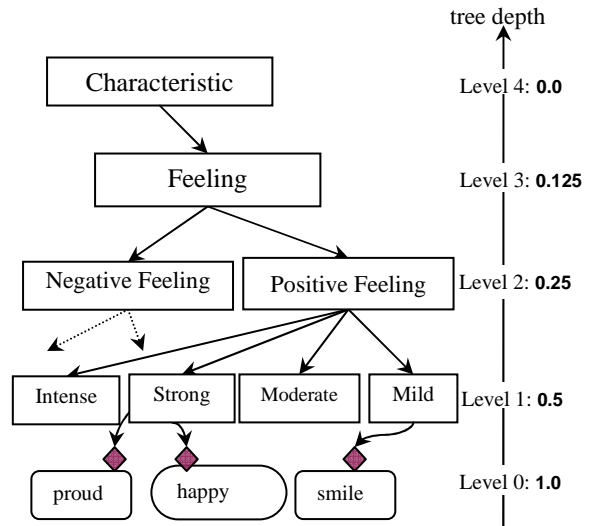 tree depth
Characteristic
Level 4: 0.0
Feeling
Level 3: 0.125
Negative Feeling
Positive Feeling
Level 2: 0.25
Intense
Strong
Moderate
Mild
Level 1: 0.5
proud
happy
smile
Level 0: 1.0